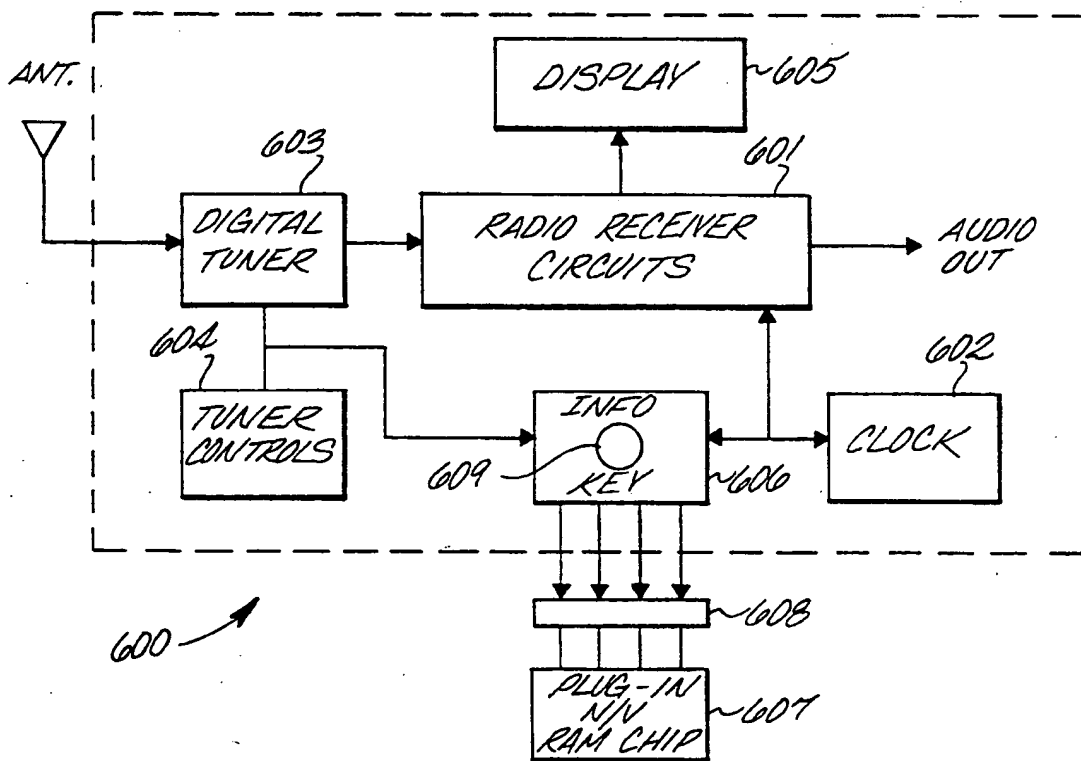 ANT.
DISPLAY
605
603
601
DIGITAL
TUNER
RADIO RECEIVER
CIRCUITS
AUDIO
OUT
604
602
TUNER
CONTROLS
INFO
KEY
609
606
CLOCK
608
600
PLUG-IN
N/V
RAM CHIP
607